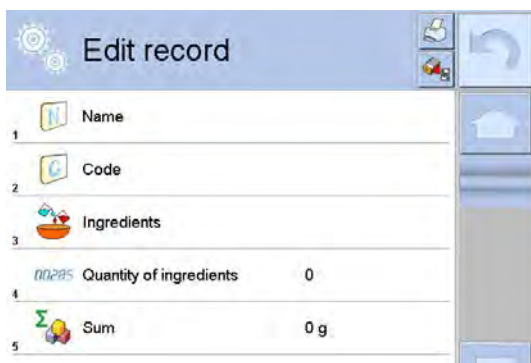 Edit record
N Name
1
C Code
2
Ingredients
3
Quantity of ingredients 0
4
Σ Sum 0 g
5